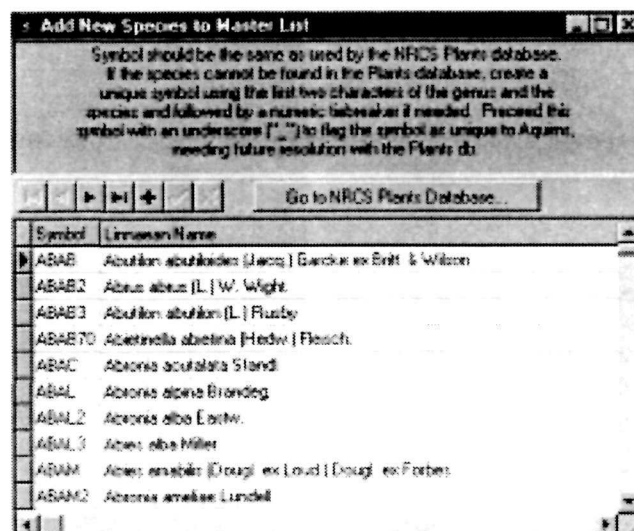 Add New Species to Master List
Symbol should be the same as used by the NRCS Plants database.
If the species cannot be found in the Plants database, create a
unique symbol using the first two characters of the genus and the
species and followed by a numeric tiebreaker if needed. Preceed this
symbol with an underscore ("_") to flag the symbol as unique to Aquims,
needing future resolution with the Plants db.
Go to NRCS Plants Database...
Symbol Linnaean Name
ABAB Abutilon abutiloides (Jacq.) Garcke ex Britt. & Wilson
ABAB2 Abrus abrus (L.) W. Wight
ABAB3 Abutilon abutilon (L.) Rusby
ABAB70 Abietinella abietina (Hedw.) Fleisch.
ABAC Abronia acutalata Standl.
ABAL Abronia alpina Brandeg.
ABAL2 Abronia alba Eastw.
ABAL3 Abies alba Miller
ABAM Abies amabilis (Dougl. ex Loud.) Dougl. ex Forbes
ABAM2 Abronia ameliae Lundell